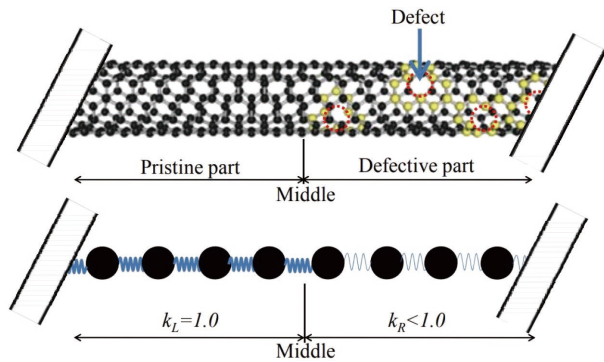 Defect
Pristine part
Defective part
Middle
k_L=1.0
k_R<1.0
Middle